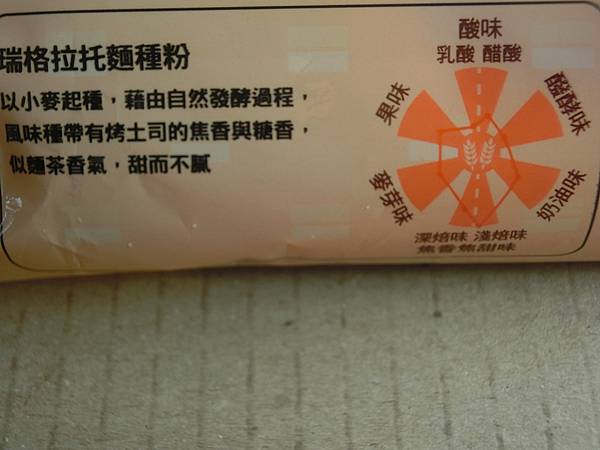 瑞格拉托麵種粉
以小麥起種，藉由自然發酵過程，
風味種帶有烤土司的焦香與糖香，
似麵茶香氣，甜而不膩
酸味
乳酸 醋酸
果味
醱酵味
麥芽味
奶油味
深焙味 淺焙味
焦香焦甜味